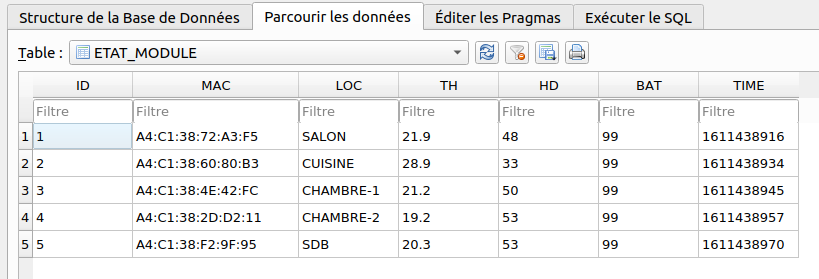 Structure de la Base de Données Parcourir les données Éditer les Pragmas Exécuter le SQL
Table : ETAT_MODULE
ID MAC LOC TH HD BAT TIME
Filtre Filtre Filtre Filtre Filtre Filtre Filtre
1 1 A4:C1:38:72:A3:F5 SALON 21.9 48 99 1611438916
2 2 A4:C1:38:60:80:B3 CUISINE 28.9 33 99 1611438934
3 3 A4:C1:38:4E:42:FC CHAMBRE-1 21.2 50 99 1611438945
4 4 A4:C1:38:2D:D2:11 CHAMBRE-2 19.2 53 99 1611438957
5 5 A4:C1:38:F2:9F:95 SDB 20.3 53 99 1611438970